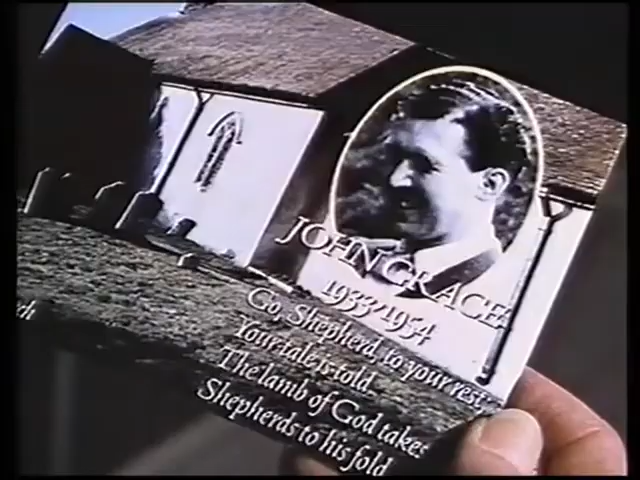 JOHN GRACE
1933-1954
Go, Shepherd, to your rest
Your tale is told.
The lamb of God takes
Shepherds to his fold